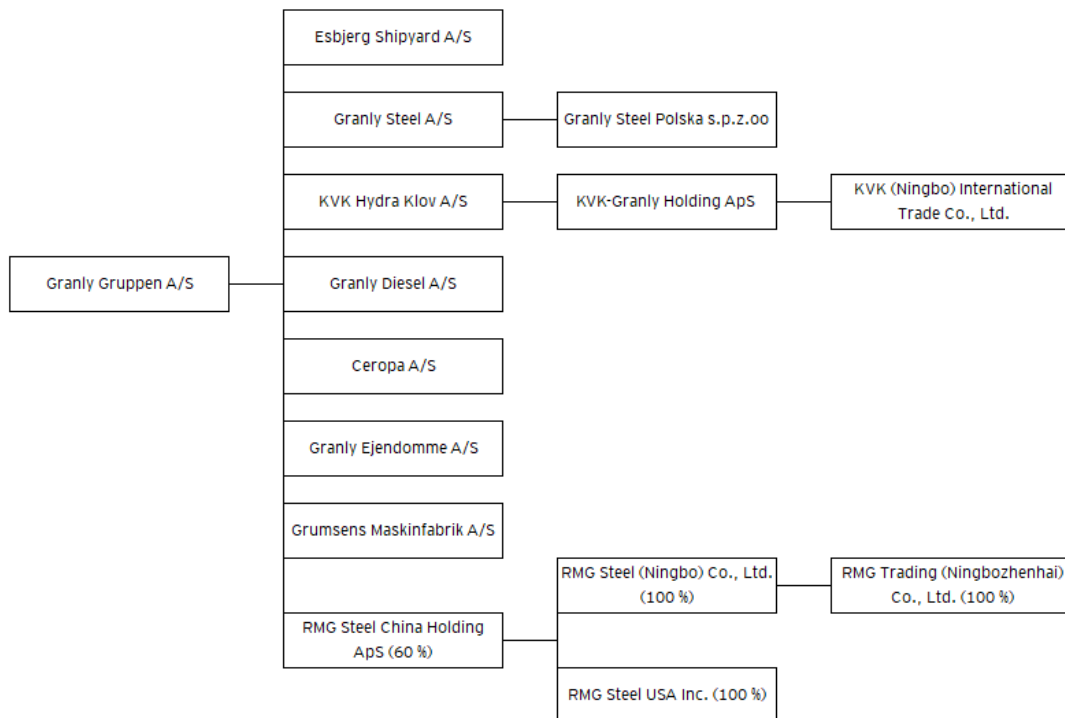 Esbjerg Shipyard A/S
Granly Steel A/S
Granly Steel Polska s.p.z.oo
KVK Hydra Klov A/S
KVK-Granly Holding ApS
KVK (Ningbo) International
Trade Co., Ltd.
Granly Gruppen A/S
Granly Diesel A/S
Ceropa A/S
Granly Ejendomme A/S
Grumsens Maskinfabrik A/S
RMG Steel China Holding
ApS (60 %)
RMG Steel (Ningbo) Co., Ltd.
(100 %)
RMG Trading (Ningbozhenhai)
Co., Ltd. (100 %)
RMG Steel USA Inc. (100 %)